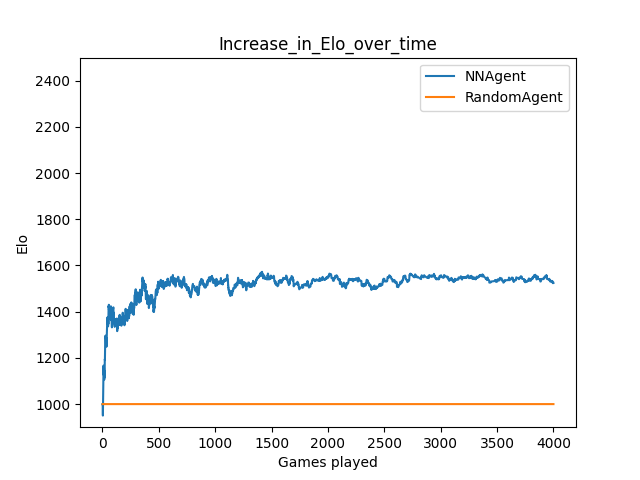 Increase_in_Elo_over_time
NNAgent
RandomAgent
2400
2200
2000
1800
1600
1400
1200
1000
Elo
0 500 1000 1500 2000 2500 3000 3500 4000
Games played